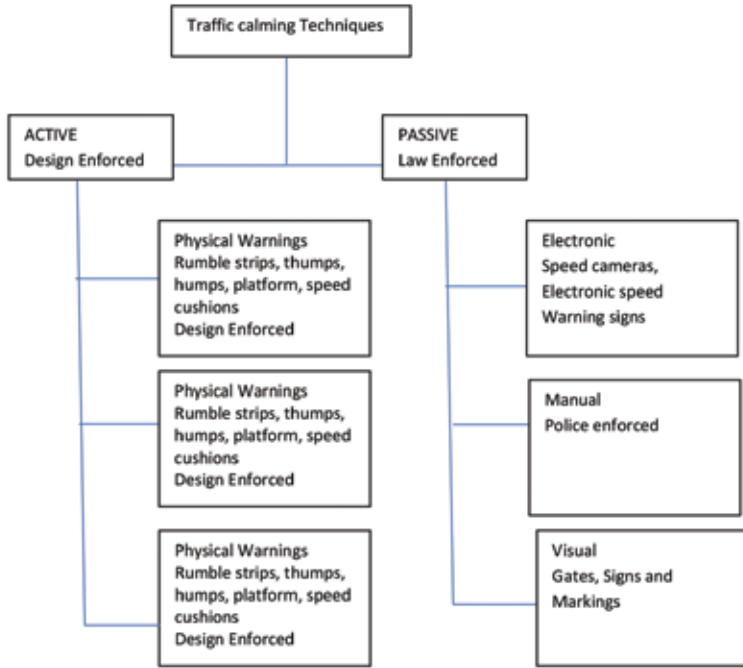 Traffic calming Techniques
ACTIVE
Design Enforced
PASSIVE
Law Enforced
Physical Warnings
Rumble strips, thumps,
humps, platform, speed
cushions
Design Enforced
Physical Warnings
Rumble strips, thumps,
humps, platform, speed
cushions
Design Enforced
Physical Warnings
Rumble strips, thumps,
humps, platform, speed
cushions
Design Enforced
Electronic
Speed cameras,
Electronic speed
Warning signs
Manual
Police enforced
Visual
Gates, Signs and
Markings